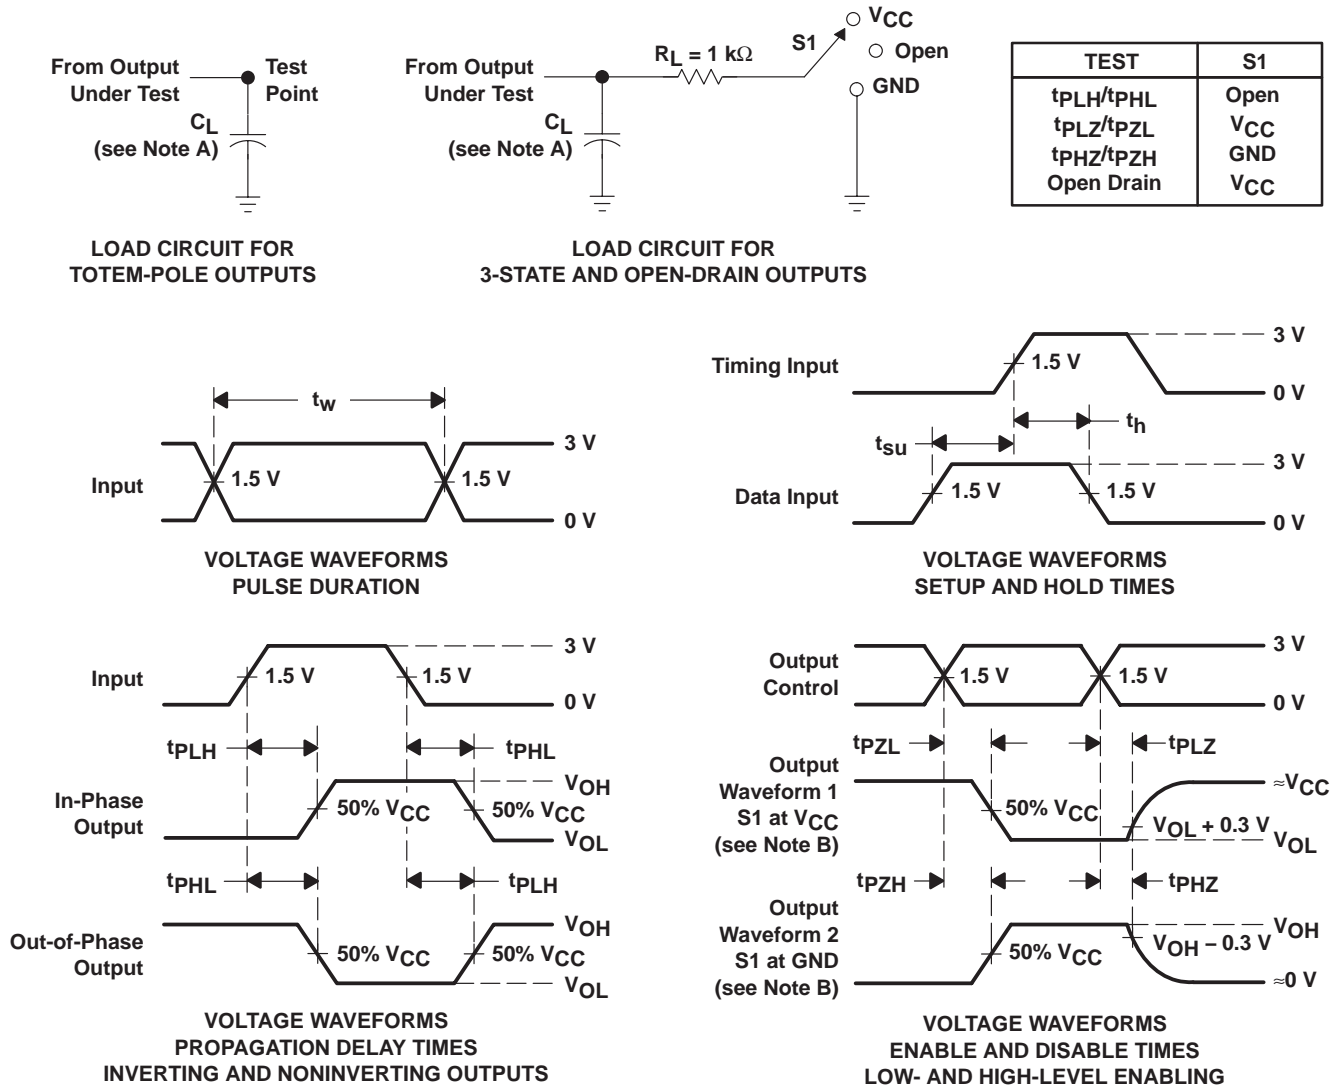 From Output
Under Test
Test
Point
CL
(see Note A)
LOAD CIRCUIT FOR
TOTEM-POLE OUTPUTS
From Output
Under Test
CL
(see Note A)
RL = 1 kΩ
S1
VCC
Open
GND
LOAD CIRCUIT FOR
3-STATE AND OPEN-DRAIN OUTPUTS
TEST S1
tPLH/tPHL Open
tPLZ/tPZL VCC
tPHZ/tPZH GND
Open Drain VCC
tw
Input
1.5 V
1.5 V
3 V
0 V
VOLTAGE WAVEFORMS
PULSE DURATION
Timing Input
1.5 V
3 V
0 V
tsu
th
Data Input
1.5 V
1.5 V
3 V
0 V
VOLTAGE WAVEFORMS
SETUP AND HOLD TIMES
Input
1.5 V
1.5 V
3 V
0 V
tPLH
tPHL
In-Phase
Output
50% VCC
50% VCC
VOH
VOL
tPHL
tPLH
Out-of-Phase
Output
50% VCC
50% VCC
VOH
VOL
VOLTAGE WAVEFORMS
PROPAGATION DELAY TIMES
INVERTING AND NONINVERTING OUTPUTS
Output
Control
1.5 V
1.5 V
3 V
0 V
tPZL
tPLZ
Output
Waveform 1
S1 at VCC
(see Note B)
50% VCC
VOL + 0.3 V
≈VCC
VOL
tPZH
tPHZ
Output
Waveform 2
S1 at GND
(see Note B)
50% VCC
VOH − 0.3 V
VOH
≈0 V
VOLTAGE WAVEFORMS
ENABLE AND DISABLE TIMES
LOW- AND HIGH-LEVEL ENABLING